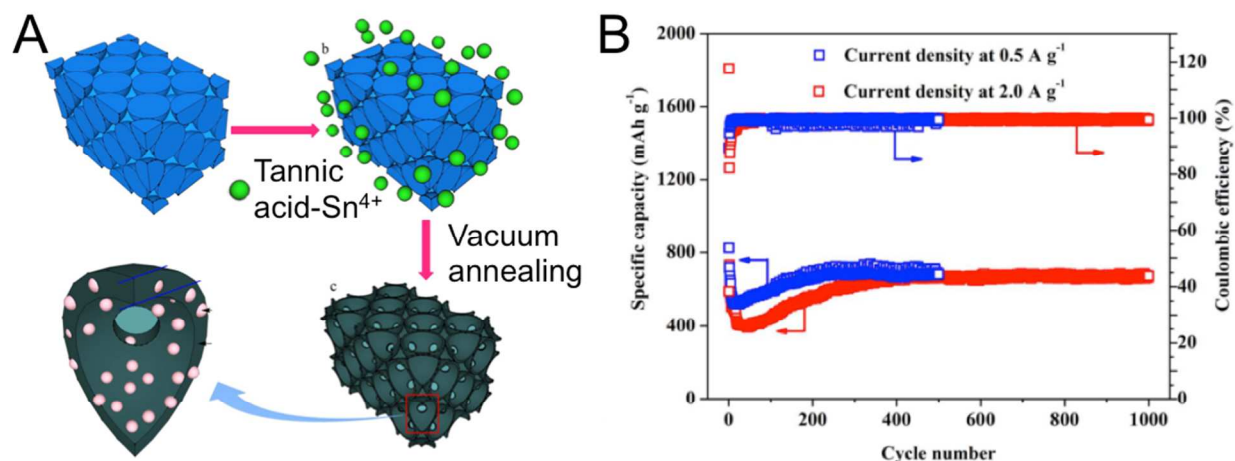 A
b
Tannic
acid-Sn⁴⁺
Vacuum
annealing
c
B
Current density at 0.5 A g⁻¹
Current density at 2.0 A g⁻¹
Specific capacity (mAh g⁻¹)
2000
1600
1200
800
400
0
Coulombic efficiency (%)
120
100
80
60
40
20
0
0 200 400 600 800 1000
Cycle number